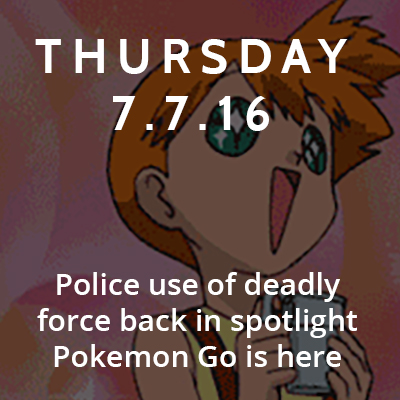 THURSDAY
7.7.16
Police use of deadly
force back in spotlight
Pokemon Go is here